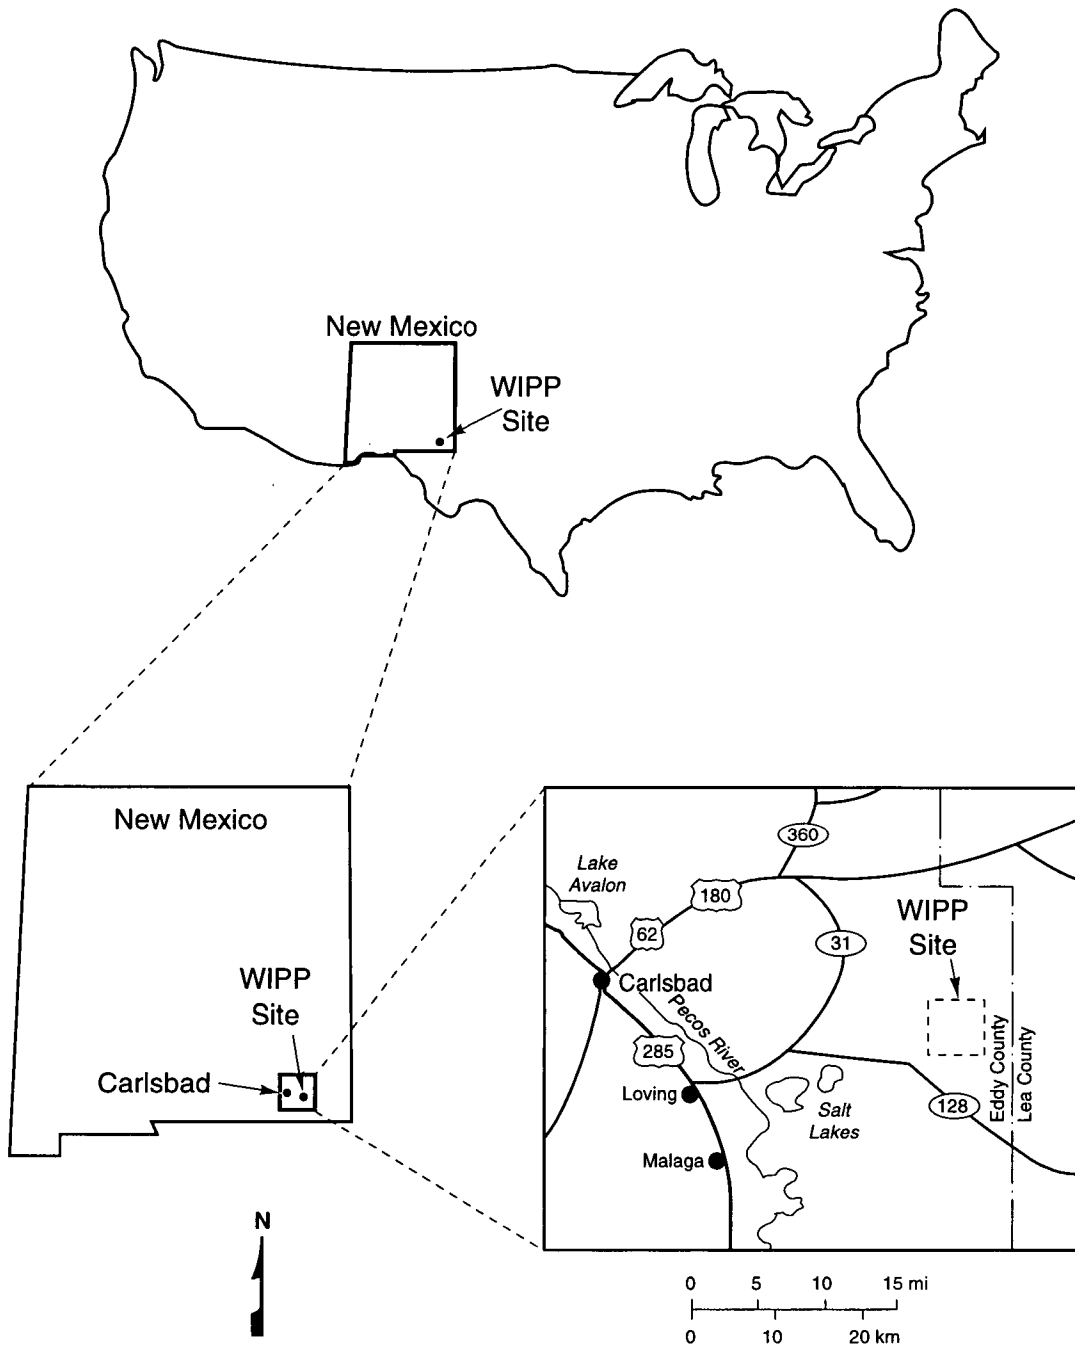 New Mexico
WIPP
Site
New Mexico
WIPP
Site
Carlsbad
N
360
Lake
Avalon
180
62
WIPP
Site
31
Carlsbad
Pecos River
285
Loving
Salt
Lakes
Malaga
128
Eddy County
Lea County
0 5 10 15 mi
0 10 20 km